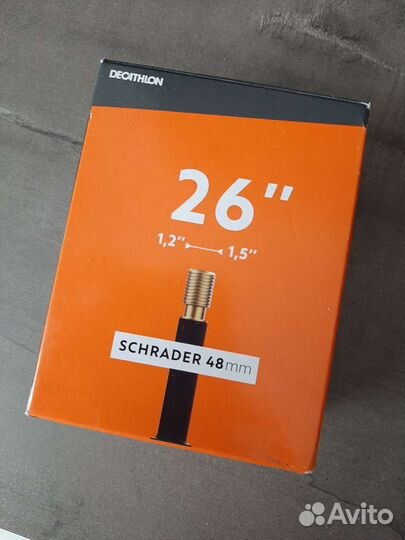 DECATHLON
26"
1,2" 1,5"
SCHRADER 48mm
Avito